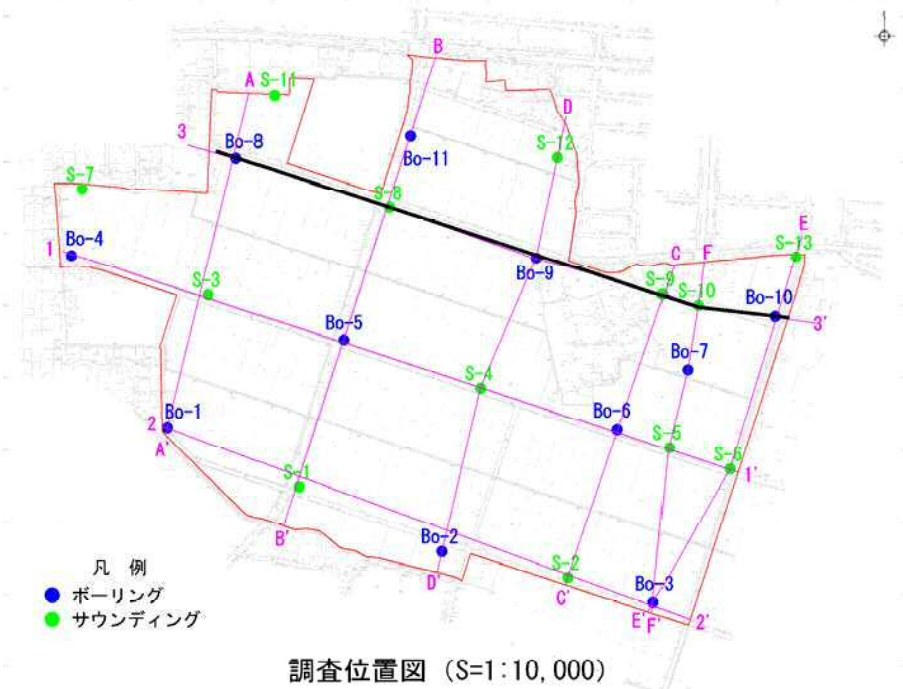 B
A S-11
D
3
Bo-8
Bo-11
S-12
S-7
S-8
E
S-13
1
Bo-4
Bo-9
C F
S-9
S-10
Bo-10
3'
S-3
Bo-5
Bo-7
S-4
Bo-6
S-5
S-6
1'
2
Bo-1
A'
S-1
B'
Bo-2
D'
S-2
C'
Bo-3
E' F'
2'
凡 例
ボーリング
サウンディング
調査位置図 (S=1:10,000)